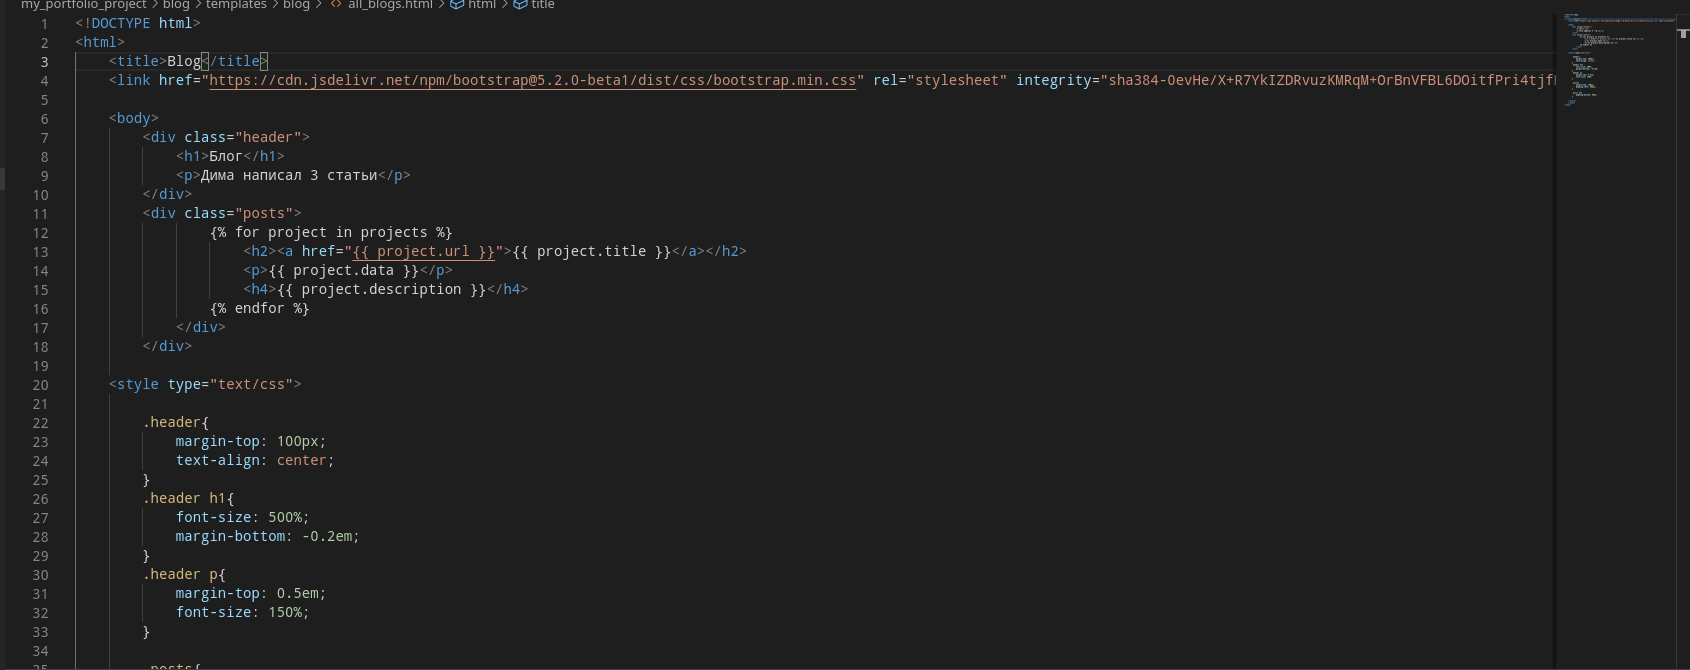 my_portfolio_project > blog > templates > blog > <> all_blogs.html > html > title
1 <!DOCTYPE html>
2 <html>
3 <title>Blog</title>
4 <link href="https://cdn.jsdelivr.net/npm/bootstrap@5.2.0-beta1/dist/css/bootstrap.min.css" rel="stylesheet" integrity="sha384-0evHe/X+R7YkIZDRvuzKMRqM+OrBnVFBL6DOitfPri4tjf
5
6 <body>
7 <div class="header">
8 <h1>Блог</h1>
9 <p>Дима написал 3 статьи</p>
10 </div>
11 <div class="posts">
12 {% for project in projects %}
13 <h2><a href="{{ project.url }}">{{ project.title }}</a></h2>
14 <p>{{ project.data }}</p>
15 <h4>{{ project.description }}</h4>
16 {% endfor %}
17 </div>
18 </div>
19
20 <style type="text/css">
21
22 .header{
23 margin-top: 100px;
24 text-align: center;
25 }
26 .header h1{
27 font-size: 500%;
28 margin-bottom: -0.2em;
29 }
30 .header p{
31 margin-top: 0.5em;
32 font-size: 150%;
33 }
34
35 .posts{